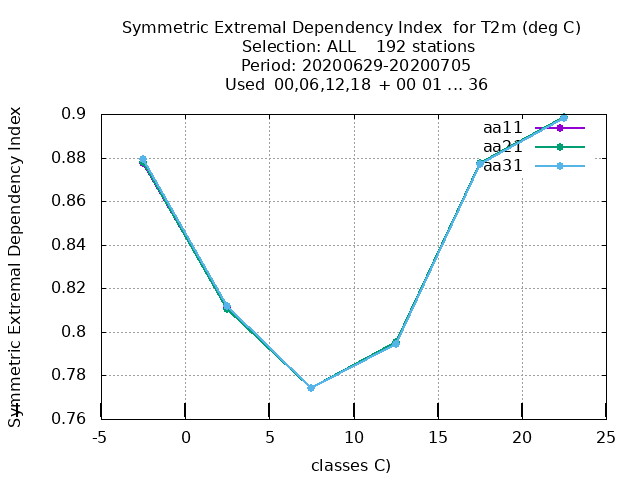 Symmetric Extremal Dependency Index  for T2m (deg C)
Selection: ALL    192 stations
Period: 20200629-20200705
Used  00,06,12,18  + 00 01 ... 36
Symmetric Extremal Dependency Index
0.9
0.88
0.86
0.84
0.82
0.8
0.78
0.76
aa11
aa21
aa31
-5
0
5
10
15
20
25
classes C)